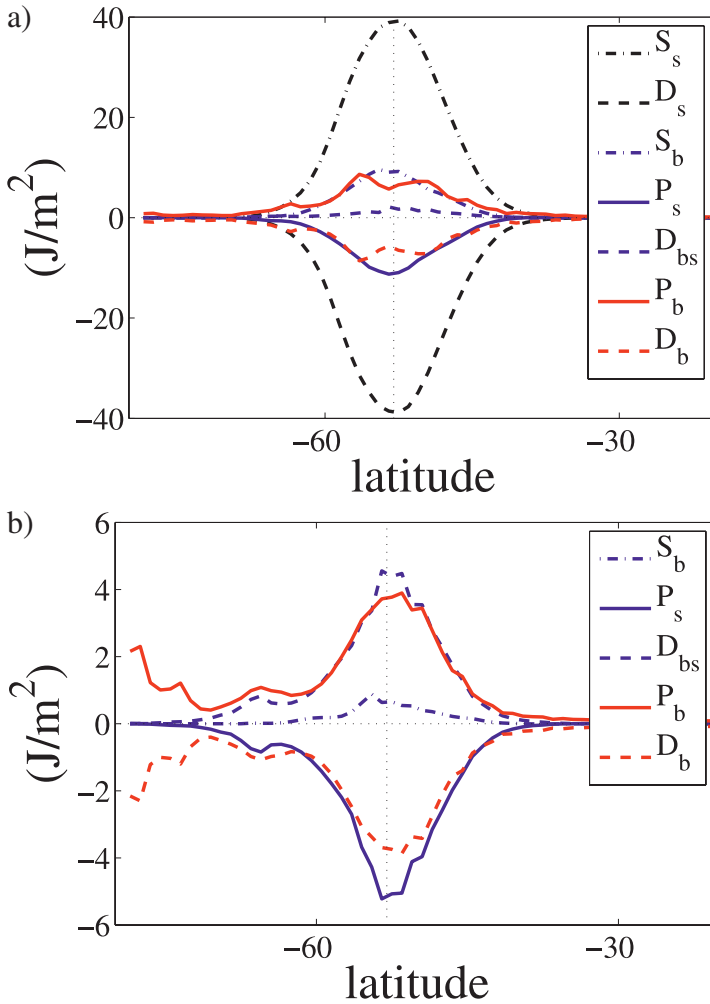 a)
(J/m²)
40
20
0
−20
−40
−60
−30
latitude
S_s
D_s
S_b
P_s
D_bs
P_b
D_b
b)
(J/m²)
6
4
2
0
−2
−4
−6
−60
−30
latitude
S_b
P_s
D_bs
P_b
D_b